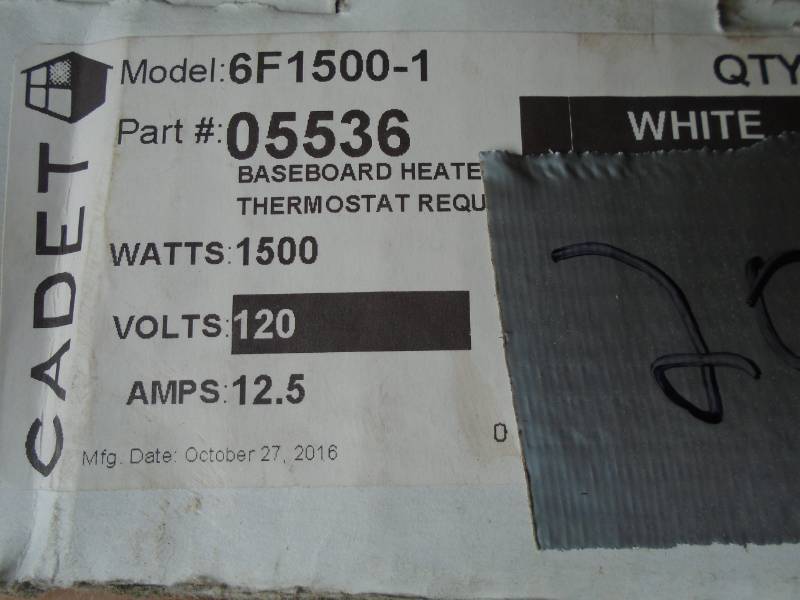 CADET
Model: 6F1500-1
QTY
Part #: 05536
WHITE
BASEBOARD HEATE
THERMOSTAT REQU
WATTS: 1500
VOLTS: 120
AMPS: 12.5
0
Mfg. Date: October 27, 2016